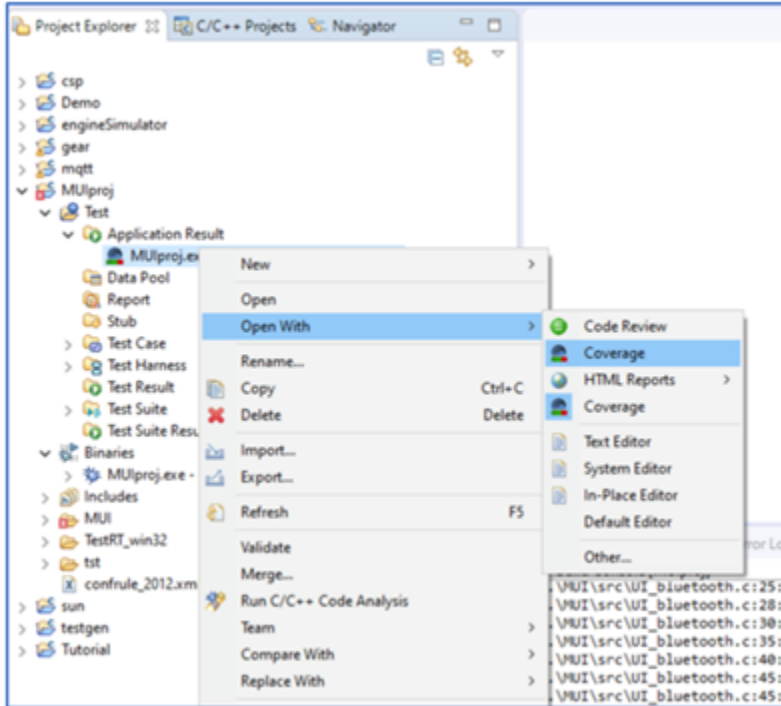 Project Explorer C/C++ Projects Navigator
csp
Demo
engineSimulator
gear
mqtt
MUIproj
Test
Application Result
MUIproj.ex
Data Pool
Report
Stub
Test Case
Test Harness
Test Result
Test Suite
Test Suite Resu
Binaries
MUIproj.exe -
Includes
MUI
TestRT_win32
tst
confrule_2012.xm
sun
testgen
Tutorial
New
Open
Open With
Rename...
Copy Ctrl+C
Delete Delete
Import...
Export...
Refresh F5
Validate
Merge...
Run C/C++ Code Analysis
Team
Compare With
Replace With
Code Review
Coverage
HTML Reports
Coverage
Text Editor
System Editor
In-Place Editor
Default Editor
Other...
rror Lo
.\MUI\src\UI_bluetooth.c:25:
.\MUI\src\UI_bluetooth.c:28:
.\MUI\src\UI_bluetooth.c:30:
.\MUI\src\UI_bluetooth.c:35:
.\MUI\src\UI_bluetooth.c:40:
.\MUI\src\UI_bluetooth.c:45:
.\MUI\src\UI_bluetooth.c:45: